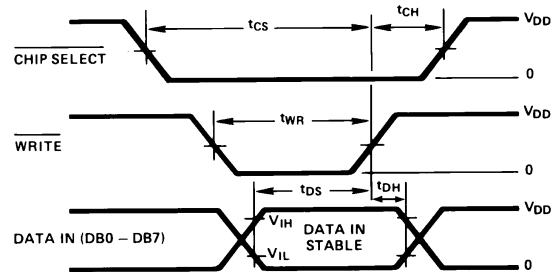 tCS
tCH
VDD
CHIP SELECT
0
tWR
VDD
WRITE
0
tDS
tDH
VDD
VIH
DATA IN (DB0 – DB7)
DATA IN
STABLE
VIL
0